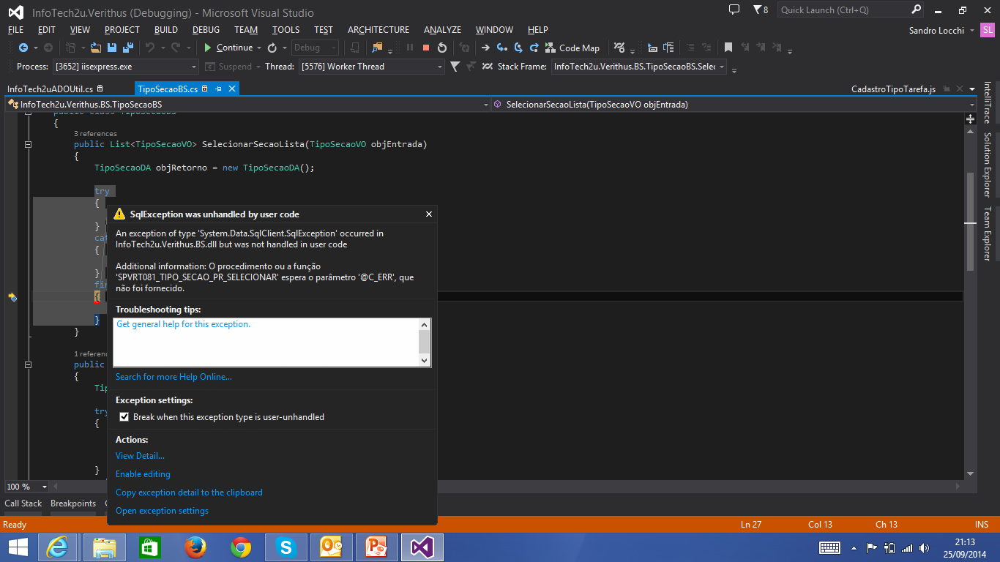 InfoTech2u.Verithus (Debugging) - Microsoft Visual Studio
8
Quick Launch (Ctrl+Q)
FILE EDIT VIEW PROJECT BUILD DEBUG TEAM TOOLS TEST ARCHITECTURE ANALYZE WINDOW HELP
Sandro Locchi
SL
Continue
Debug
Code Map
Process: [3652] iisexpress.exe
Suspend
Thread: [5576] Worker Thread
Stack Frame: InfoTech2u.Verithus.BS.TipoSecaoBS.Selec
InfoTech2uADOUtil.cs
TipoSecaoBS.cs
CadastroTipoTarefa.js
InfoTech2u.Verithus.BS.TipoSecaoBS
SelecionarSecaoLista(TipoSecaoVO objEntrada)
public class TipoSecaoBS
{
3 references
public List<TipoSecaoVO> SelecionarSecaoLista(TipoSecaoVO objEntrada)
{
TipoSecaoDA objRetorno = new TipoSecaoDA();
try
{
}
cat
{
}
fin
{
}
}
1 referenc
public
{
Tip
try
{
}
SqlException was unhandled by user code
An exception of type 'System.Data.SqlClient.SqlException' occurred in
InfoTech2u.Verithus.BS.dll but was not handled in user code
Additional information: O procedimento ou a função
'SPVRT081_TIPO_SECAO_PR_SELECIONAR' espera o parâmetro '@C_ERR', que
não foi fornecido.
Troubleshooting tips:
Get general help for this exception.
Search for more Help Online...
Exception settings:
Break when this exception type is user-unhandled
Actions:
View Detail...
Enable editing
Copy exception detail to the clipboard
Open exception settings
IntelliTrace
Solution Explorer
Team Explorer
100 %
Call Stack Breakpoints
Ready
Ln 27
Col 13
Ch 13
INS
21:13
25/09/2014